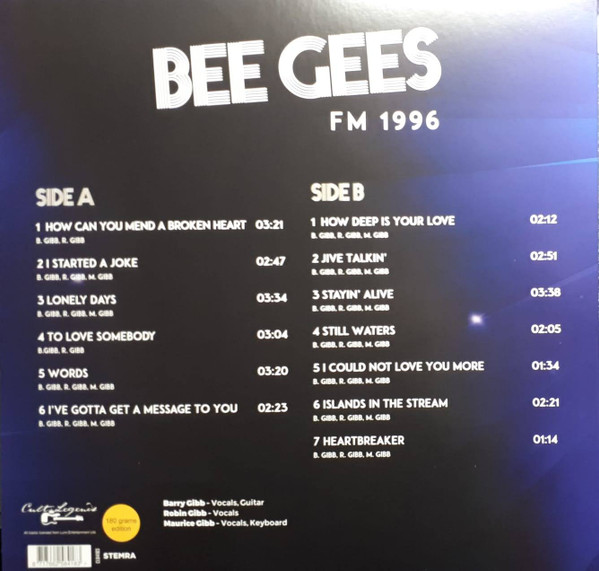 BEE GEES
FM 1996
SIDE A
1 HOW CAN YOU MEND A BROKEN HEART 03:21
B. GIBB, R. GIBB
2 I STARTED A JOKE 02:47
B. GIBB, R. GIBB, M. GIBB
3 LONELY DAYS 03:34
B. GIBB, R. GIBB, M. GIBB
4 TO LOVE SOMEBODY 03:04
B.GIBB, R. GIBB
5 WORDS 03:20
B. GIBB, R. GIBB, M. GIBB
6 I'VE GOTTA GET A MESSAGE TO YOU 02:23
B. GIBB, R. GIBB, M. GIBB
SIDE B
1 HOW DEEP IS YOUR LOVE 02:12
B. GIBB, R. GIBB, M. GIBB
2 JIVE TALKIN' 02:51
B. GIBB, R. GIBB, M. GIBB
3 STAYIN' ALIVE 03:38
B. GIBB, R. GIBB, M. GIBB
4 STILL WATERS 02:05
B. GIBB, R. GIBB, M. GIBB
5 I COULD NOT LOVE YOU MORE 01:34
B. GIBB, R. GIBB, M. GIBB
6 ISLANDS IN THE STREAM 02:21
B. GIBB, R. GIBB, M. GIBB
7 HEARTBREAKER 01:14
B. GIBB, R. GIBB, M. GIBB
Cult Legends
180 grams
edition
Barry Gibb - Vocals, Guitar
Robin Gibb - Vocals
Maurice Gibb - Vocals, Keyboard
STEMRA